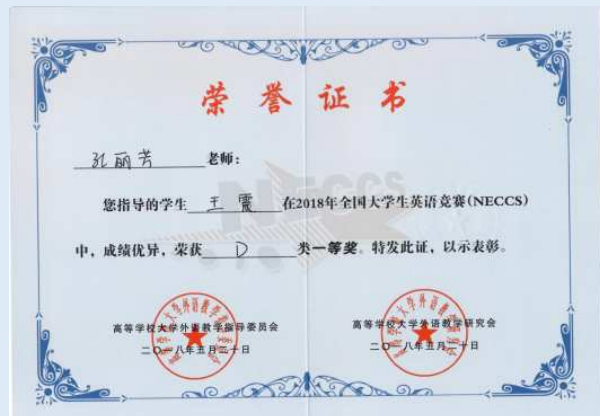 荣誉证书
孔丽芳 老师:
您指导的学生 王震 在2018年全国大学生英语竞赛(NECCS)
中,成绩优异,荣获 D 类一等奖。特发此证,以示表彰。
NECCS
高等学校大学外语教学指导委员会
二〇一八年五月二十日
高等学校大学外语教学研究会
二〇一八年五月二十日